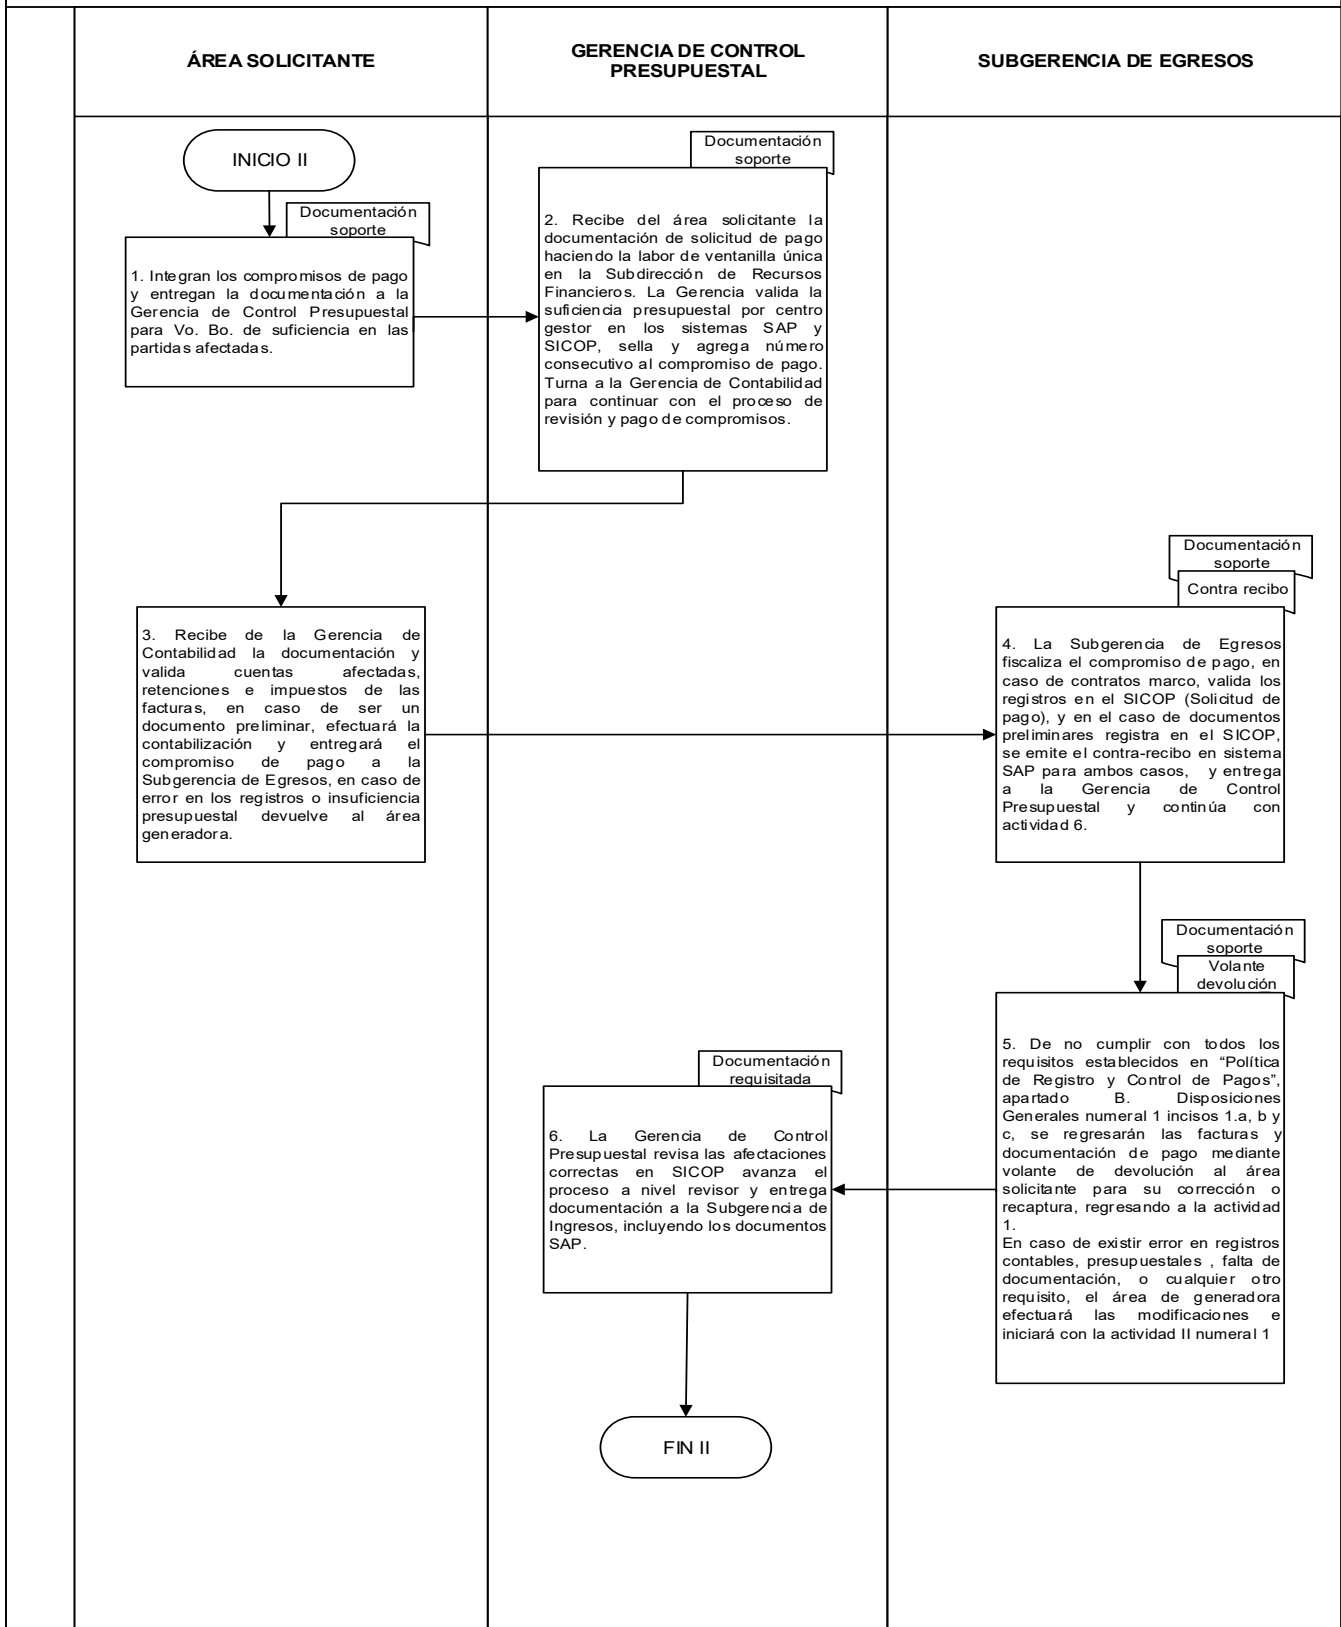 ÁREA SOLICITANTE
GERENCIA DE CONTROL
PRESUPUESTAL
SUBGERENCIA DE EGRESOS
INICIO II
Documentación
soporte
1. Integran los compromisos de pago
y entregan la documentación a la
Gerencia de Control Presupuestal
para Vo. Bo. de suficiencia en las
partidas afectadas.
Documentación
soporte
2. Recibe del área solicitante la
documentación de solicitud de pago
haciendo la labor de ventanilla única
en la Subdirección de Recursos
Financieros. La Gerencia valida la
suficiencia presupuestal por centro
gestor en los sistemas SAP y
SICOP, sella y agrega número
consecutivo al compromiso de pago.
Turna a la Gerencia de Contabilidad
para continuar con el proceso de
revisión y pago de compromisos.
3. Recibe de la Gerencia de
Contabilidad la documentación y
valida cuentas afectadas,
retenciones e impuestos de las
facturas, en caso de ser un
documento preliminar, efectuará la
contabilización y entregará el
compromiso de pago a la
Subgerencia de Egresos, en caso de
error en los registros o insuficiencia
presupuestal devuelve al área
generadora.
Documentación
soporte
Contra recibo
4. La Subgerencia de Egresos
fiscaliza el compromiso de pago, en
caso de contratos marco, valida los
registros en el SICOP (Solicitud de
pago), y en el caso de documentos
preliminares registra en el SICOP,
se emite el contra-recibo en sistema
SAP para ambos casos, y entrega
a la Gerencia de Control
Presupuestal y continúa con
actividad 6.
Documentación
soporte
Volante
devolución
5. De no cumplir con todos los
requisitos establecidos en “Política
de Registro y Control de Pagos”,
apartado B. Disposiciones
Generales numeral 1 incisos 1.a, b y
c, se regresarán las facturas y
documentación de pago mediante
volante de devolución al área
solicitante para su corrección o
recaptura, regresando a la actividad
1.
En caso de existir error en registros
contables, presupuestales , falta de
documentación, o cualquier otro
requisito, el área de generadora
efectuará las modificaciones e
iniciará con la actividad II numeral 1
Documentación
requisitada
6. La Gerencia de Control
Presupuestal revisa las afectaciones
correctas en SICOP avanza el
proceso a nivel revisor y entrega
documentación a la Subgerencia de
Ingresos, incluyendo los documentos
SAP.
FIN II